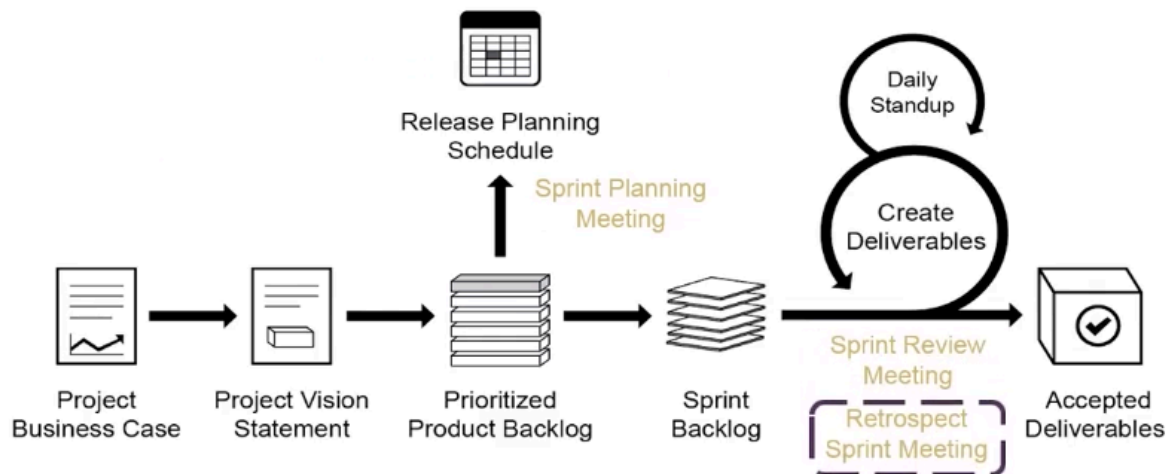 Daily
Standup
Release Planning
Schedule
Sprint Planning
Meeting
Create
Deliverables
Project
Business Case
Project Vision
Statement
Prioritized
Product Backlog
Sprint
Backlog
Sprint Review
Meeting
Retrospect
Sprint Meeting
Accepted
Deliverables